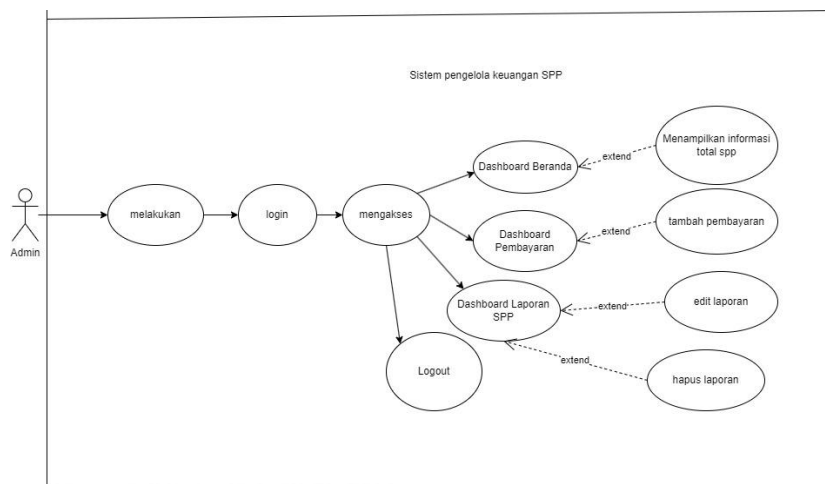 Sistem pengelola keuangan SPP
Menampilkan informasi
total spp
extend
Dashboard Beranda
Admin
melakukan
login
mengakses
Dashboard
Pembayaran
extend
tambah pembayaran
Dashboard Laporan
SPP
extend
edit laporan
extend
hapus laporan
Logout